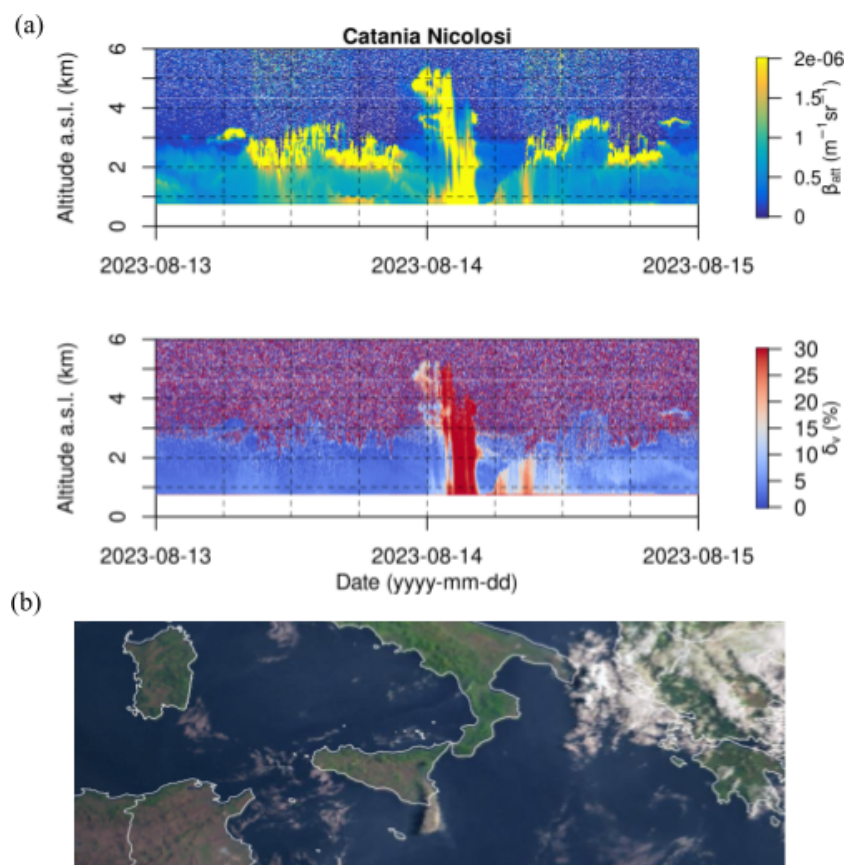 (a)
Catania Nicolosi
Altitude a.s.l. (km)
6
4
2
0
2023-08-13
2023-08-14
2023-08-15
2e-06
1.5
1
0.5
0
β_att (m⁻¹sr⁻¹)
Altitude a.s.l. (km)
6
4
2
0
2023-08-13
2023-08-14
2023-08-15
Date (yyyy-mm-dd)
30
25
20
15
10
5
0
δ_v (%)
(b)